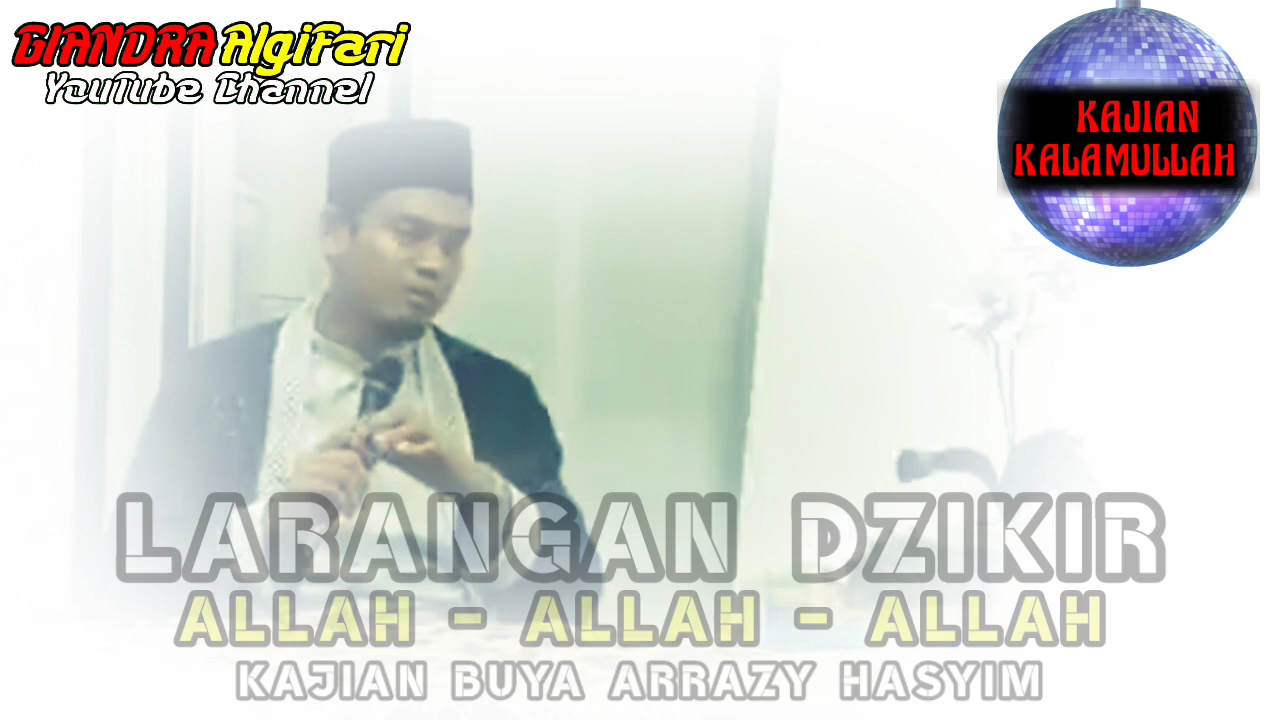 GIANDRA AlgiFari
YouTube Channel
KAJIAN
KALAMULLAH
LARANGAN DZIKIR
ALLAH - ALLAH - ALLAH
KAJIAN BUYA ARRAZY HASYIM